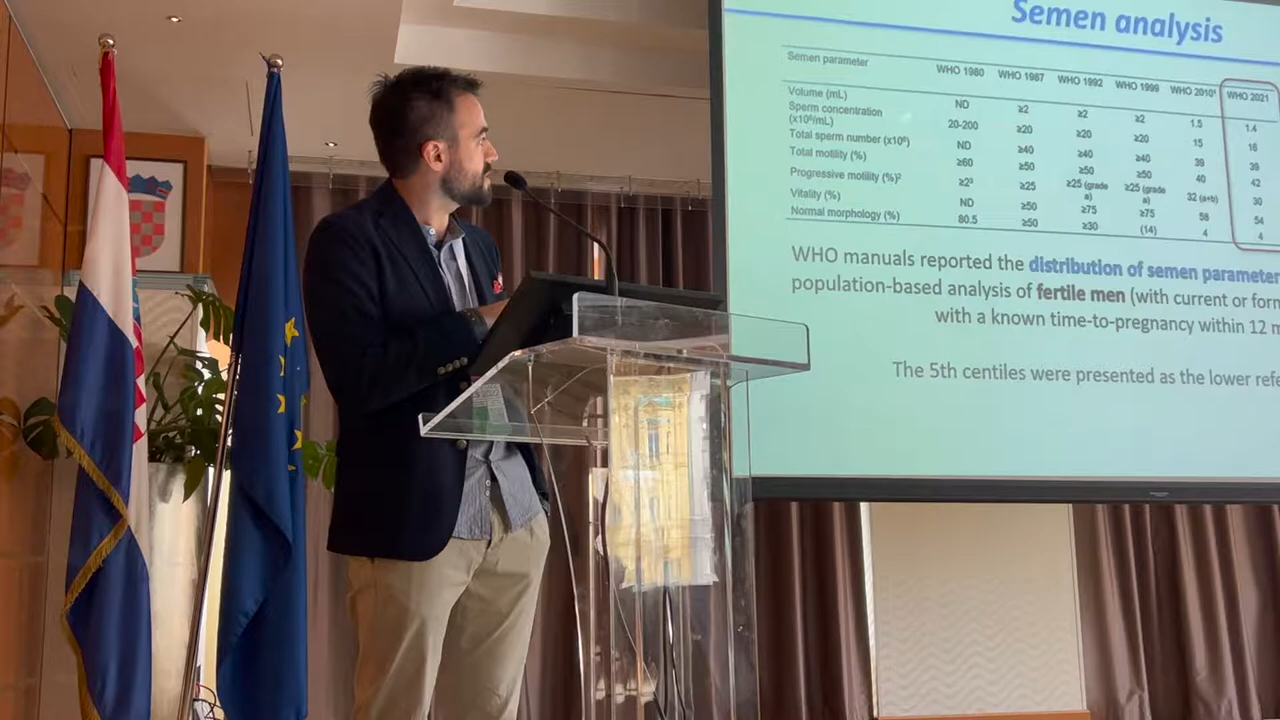 Semen analysis
Semen parameter WHO 1980 WHO 1987 WHO 1992 WHO 1999 WHO 2010¹ WHO 2021
Volume (mL) ND ≥2 ≥2 ≥2 1.5 1.4
Sperm concentration (x10⁶/mL) 20-200 ≥20 ≥20 ≥20 15 16
Total sperm number (x10⁶) ND ≥40 ≥40 ≥40 39 39
Total motility (%) ≥60 ≥50 ≥50 ≥50 40 42
Progressive motility (%)² ≥2³ ≥25 ≥25 (grade a) ≥25 (grade a) 32 (a+b) 30
Vitality (%) ND ≥50 ≥75 ≥75 58 54
Normal morphology (%) 80.5 ≥50 ≥30 (14) 4 4
WHO manuals reported the distribution of semen parameter
population-based analysis of fertile men (with current or form
with a known time-to-pregnancy within 12 m
The 5th centiles were presented as the lower refe